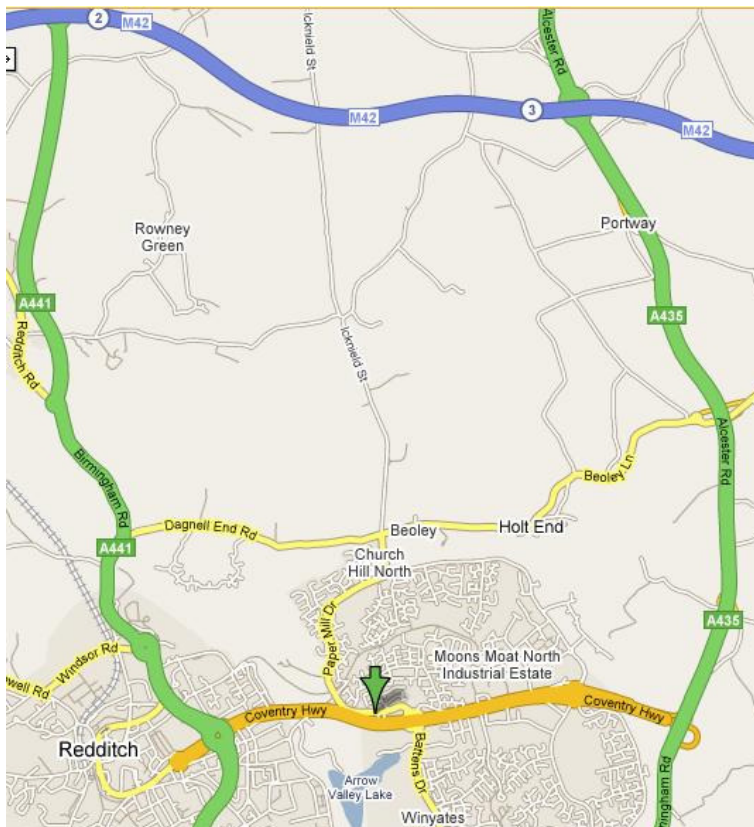 2
M42
Icknield St
Alcester Rd
M42
3
M42
Rowney
Green
Portway
A441
A435
Redditch Rd
Icknield St
Alcester Rd
Birmingham Rd
Beoley Ln
Dagnell End Rd
Beoley
Holt End
A441
Church
Hill North
A435
Paper Mill Dr
Windsor Rd
Moons Moat North
Industrial Estate
owell Rd
Coventry Hwy
Coventry Hwy
Redditch
Battens Dr
mingham Rd
Arrow
Valley Lake
Winyates